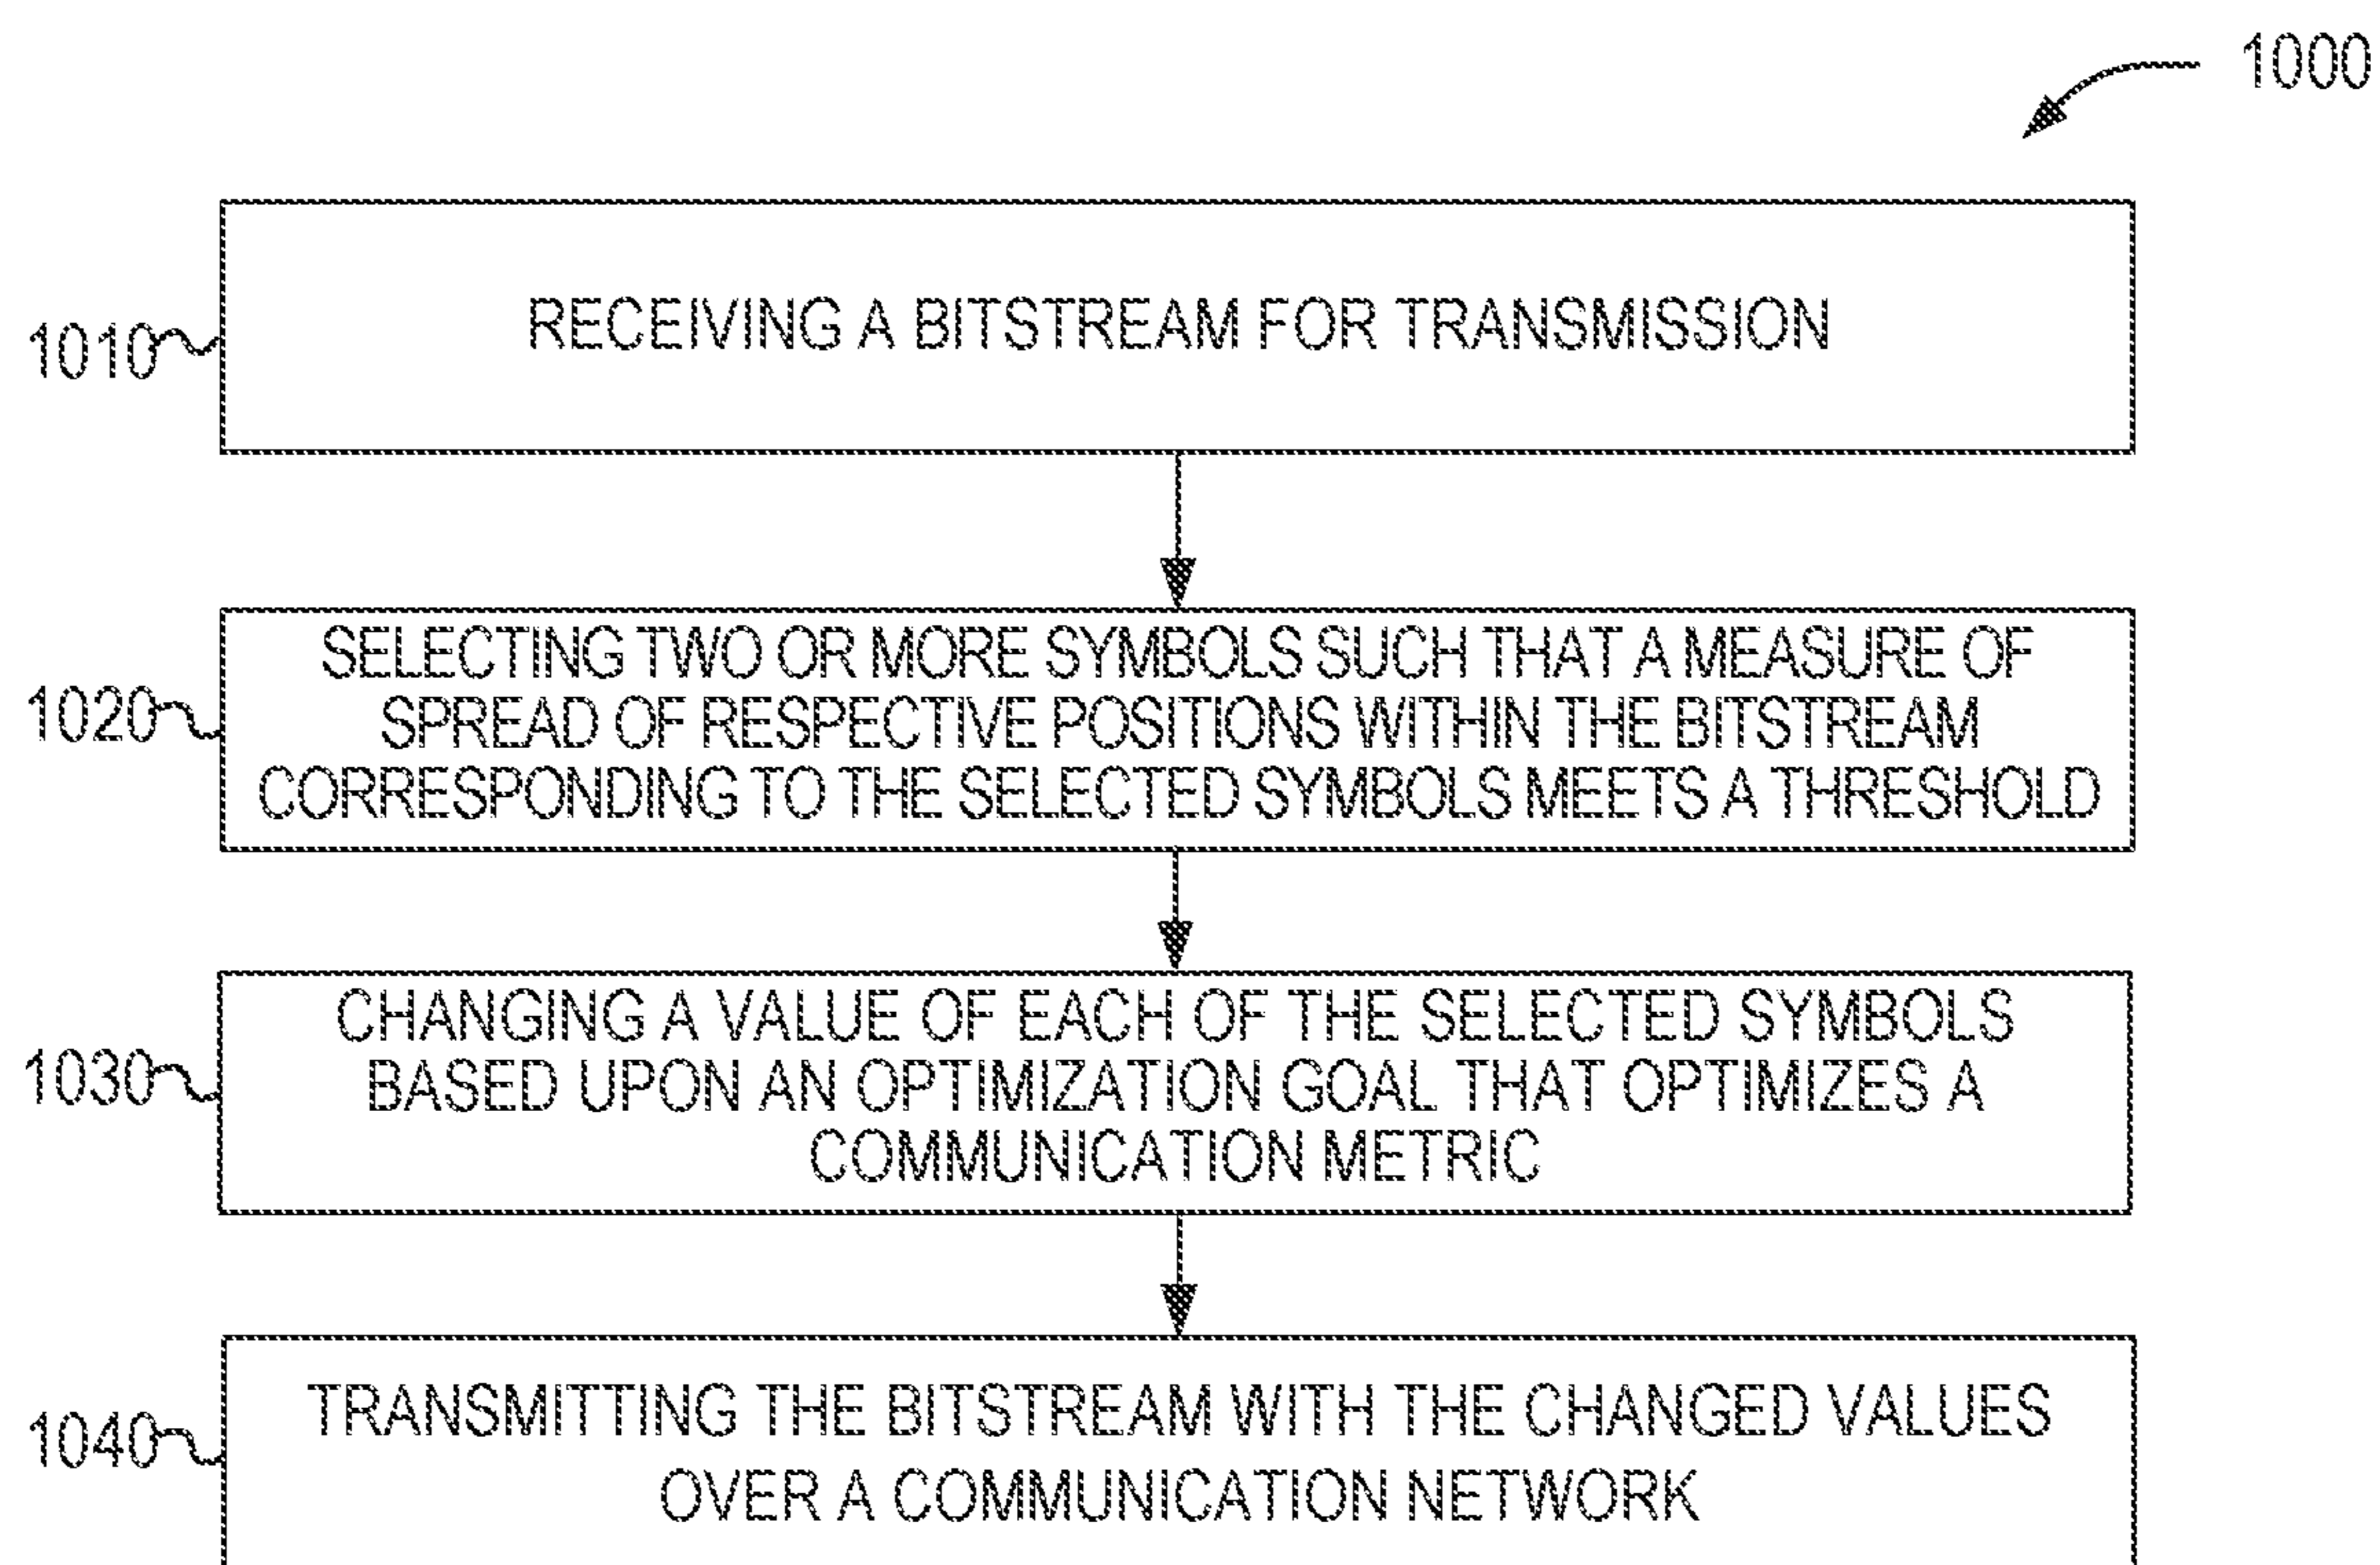 1000
1010
RECEIVING A BITSTREAM FOR TRANSMISSION
SELECTING TWO OR MORE SYMBOLS SUCH THAT A MEASURE OF
1020
SPREAD OF RESPECTIVE POSITIONS WITHIN THE BITSTREAM
CORRESPONDING TO THE SELECTED SYMBOLS MEETS A THRESHOLD
CHANGING A VALUE OF EACH OF THE SELECTED SYMBOLS
1030
BASED UPON AN OPTIMIZATION GOAL THAT OPTIMIZES A
COMMUNICATION METRIC
TRANSMITTING THE BITSTREAM WITH THE CHANGED VALUES
1040
OVER A COMMUNICATION NETWORK